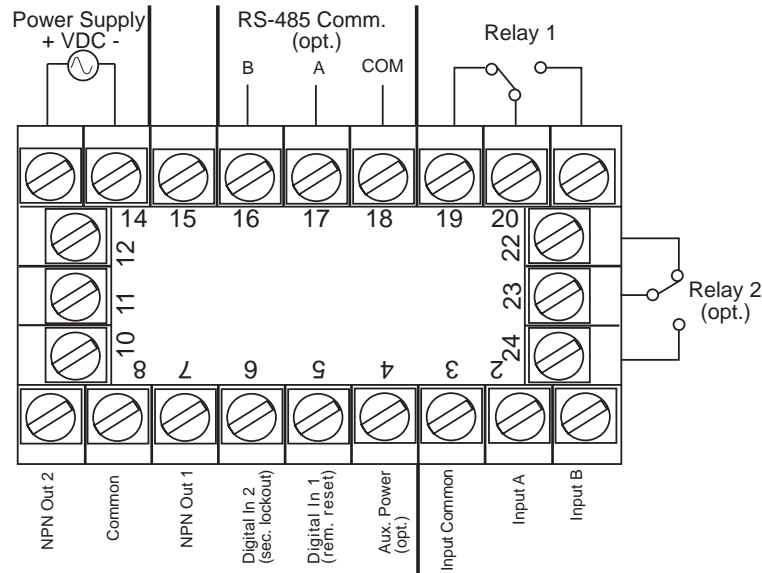 Power Supply
+ VDC -
RS-485 Comm.
(opt.)
B A COM
Relay 1
14 15 16 17 18 19 20
12
11
10
22
23
24
Relay 2
(opt.)
8 7 6 5 4 3 2
NPN Out 2
Common
NPN Out 1
Digital In 2
(sec. lockout)
Digital In 1
(rem. reset)
Aux. Power
(opt.)
Input Common
Input A
Input B